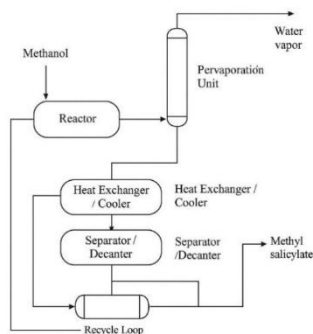 Water
vapor
Methanol
Pervaporation
Unit
Reactor
Heat Exchanger
/ Cooler
Heat Exchanger /
Cooler
Separator /
Decanter
Separator
/Decanter
Methyl
salicylate
Recycle Loop